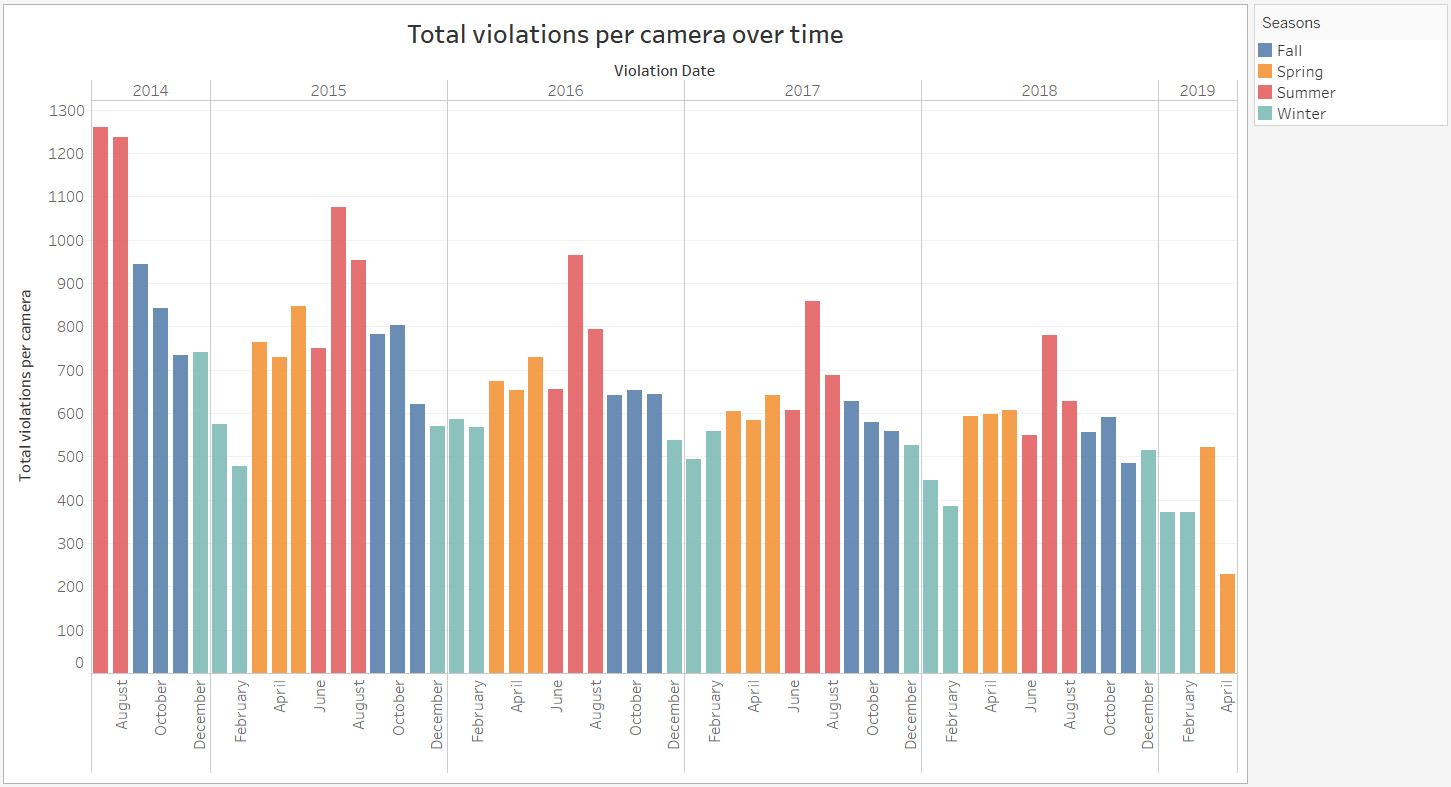 Total violations per camera over time
Violation Date
2014 2015 2016 2017 2018 2019
Total violations per camera
1300
1200
1100
1000
900
800
700
600
500
400
300
200
100
0
August October December February April June August October December February April June August October December February April June August October December February April June August October December February April
Seasons
Fall
Spring
Summer
Winter